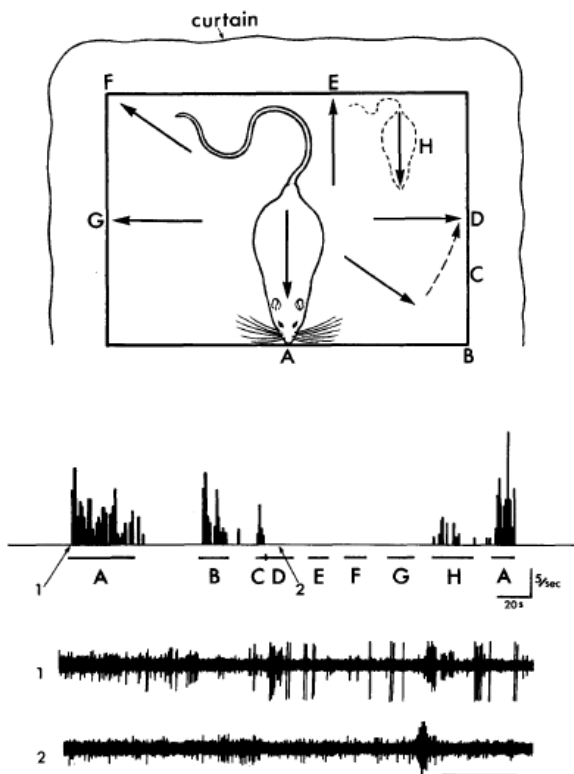 curtain
F E
H
G D
C
A B
A B C D E F G H A
1 2
5/sec
20s
1
2